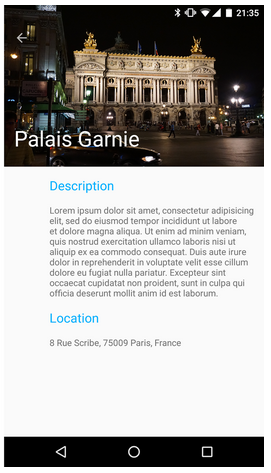 21:35
Palais Garnie
Description
Lorem ipsum dolor sit amet, consectetur adipisicing
elit, sed do eiusmod tempor incididunt ut labore
et dolore magna aliqua. Ut enim ad minim veniam,
quis nostrud exercitation ullamco laboris nisi ut
aliquip ex ea commodo consequat. Duis aute irure
dolor in reprehenderit in voluptate velit esse cillum
dolore eu fugiat nulla pariatur. Excepteur sint
occaecat cupidatat non proident, sunt in culpa qui
officia deserunt mollit anim id est laborum.
Location
8 Rue Scribe, 75009 Paris, France